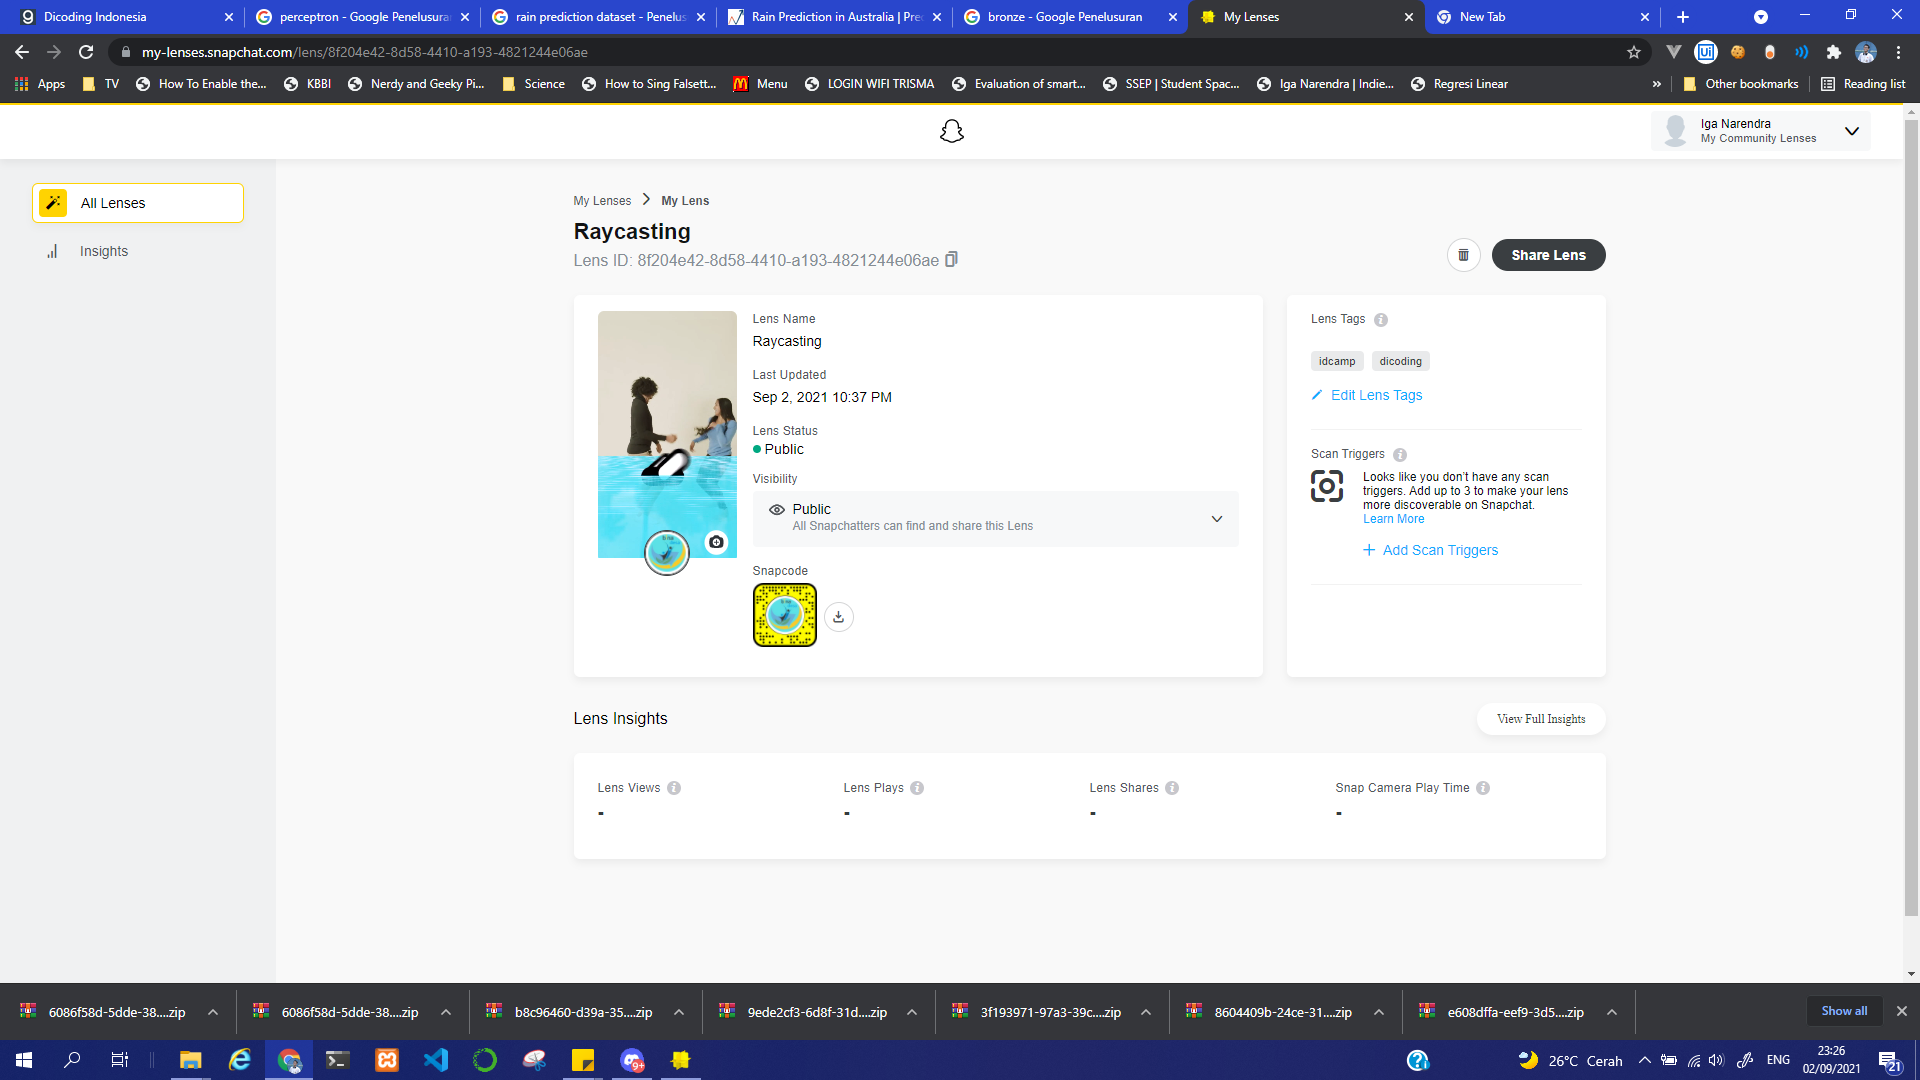 Dicoding Indonesia
perceptron - Google Penelusura
rain prediction dataset - Penelus
Rain Prediction in Australia | Pre
bronze - Google Penelusuran
My Lenses
New Tab
my-lenses.snapchat.com/lens/8f204e42-8d58-4410-a193-4821244e06ae
Apps
TV
How To Enable the...
KBBI
Nerdy and Geeky Pi...
Science
How to Sing Falsett...
Menu
LOGIN WIFI TRISMA
Evaluation of smart...
SSEP | Student Spac...
Iga Narendra | Indie...
Regresi Linear
»
Other bookmarks
Reading list
Iga Narendra
My Community Lenses
All Lenses
Insights
My Lenses > My Lens
Raycasting
Lens ID: 8f204e42-8d58-4410-a193-4821244e06ae
Share Lens
Lens Name
Raycasting
Last Updated
Sep 2, 2021 10:37 PM
Lens Status
Public
Visibility
Public
All Snapchatters can find and share this Lens
Snapcode
Lens Tags
idcamp
dicoding
Edit Lens Tags
Scan Triggers
Looks like you don't have any scan
triggers. Add up to 3 to make your lens
more discoverable on Snapchat.
Learn More
+ Add Scan Triggers
Lens Insights
View Full Insights
Lens Views
-
Lens Plays
-
Lens Shares
-
Snap Camera Play Time
-
6086f58d-5dde-38....zip
6086f58d-5dde-38....zip
b8c96460-d39a-35....zip
9ede2cf3-6d8f-31d....zip
3f193971-97a3-39c....zip
8604409b-24ce-31....zip
e608dffa-eef9-3d5....zip
Show all
9+
26°C Cerah
ENG
23:26
02/09/2021
21